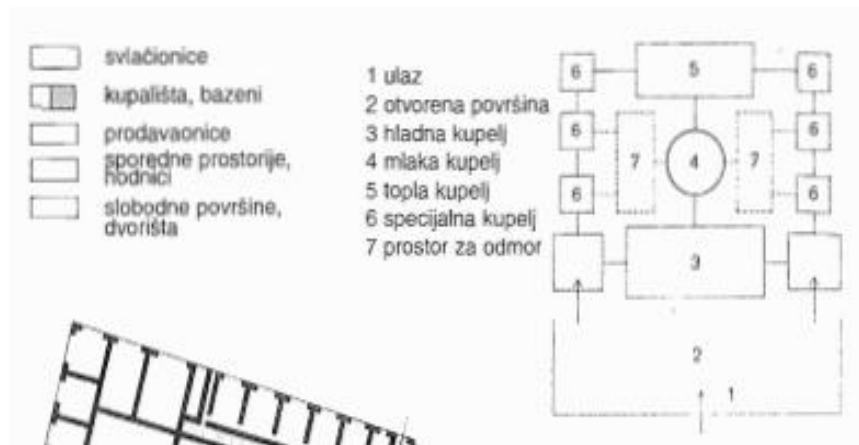 svlačionice
kupališta, bazeni
prodavaonice
sporedne prostorije,
hodnici
slobodne površine,
dvorišta
1 ulaz
2 otvorena površina
3 hladna kupelj
4 mlaka kupelj
5 topla kupelj
6 specijalna kupelj
7 prostor za odmor
6 5 6
6 6
7 4 7
6 6
3
2
1